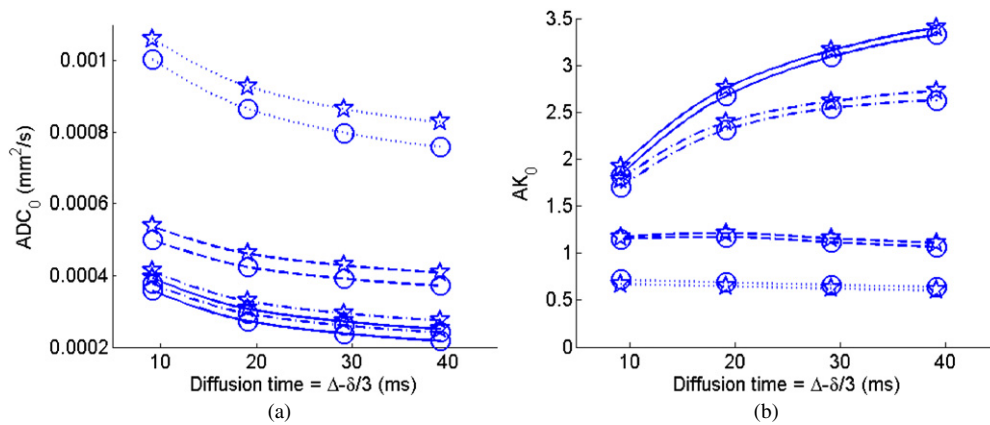 0.001
0.0008
0.0006
0.0004
0.0002
ADC₀ (mm²/s)
10 20 30 40
Diffusion time = Δ-δ/3 (ms)
(a)
3.5
3
2.5
2
1.5
1
0.5
0
AK₀
10 20 30 40
Diffusion time = Δ-δ/3 (ms)
(b)